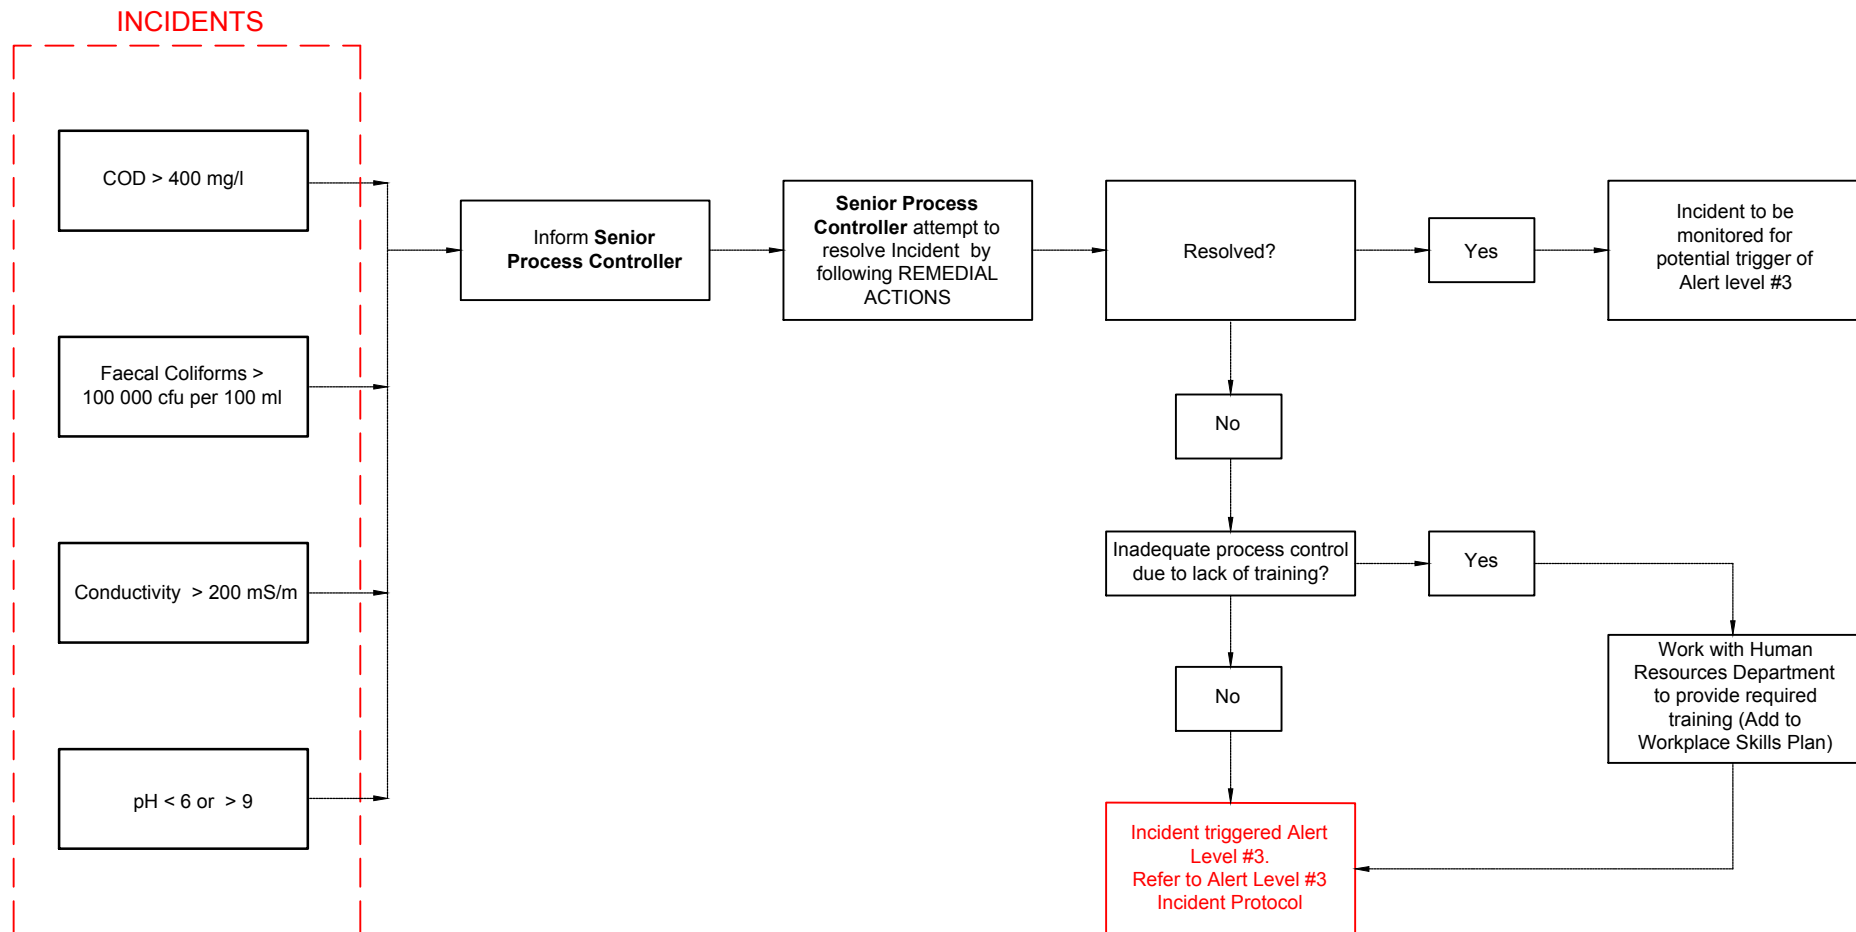 INCIDENTS
COD > 400 mg/l
Faecal Coliforms >
100 000 cfu per 100 ml
Conductivity > 200 mS/m
pH < 6 or > 9
Inform Senior
Process Controller
Senior Process
Controller attempt to
resolve Incident by
following REMEDIAL
ACTIONS
Resolved?
Yes
Incident to be
monitored for
potential trigger of
Alert level #3
No
Inadequate process control
due to lack of training?
Yes
Work with Human
Resources Department
to provide required
training (Add to
Workplace Skills Plan)
No
Incident triggered Alert
Level #3.
Refer to Alert Level #3
Incident Protocol